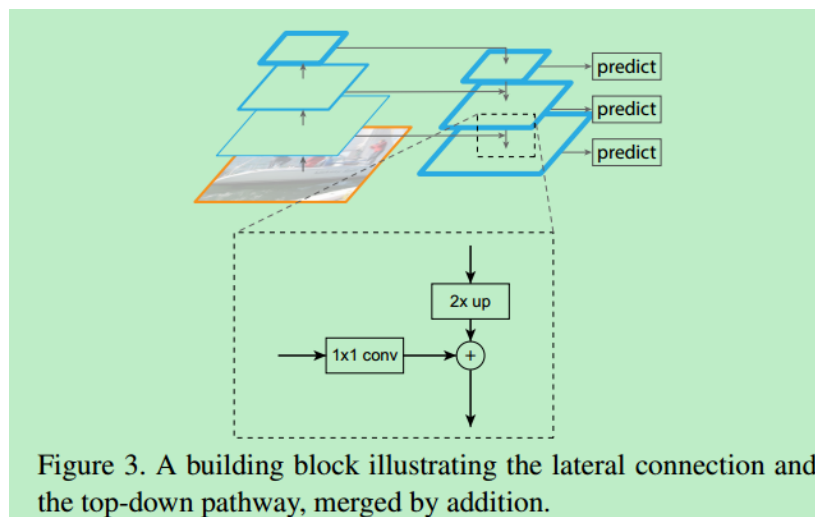 predict
predict
predict
2x up
1x1 conv
+
Figure 3. A building block illustrating the lateral connection and
the top-down pathway, merged by addition.